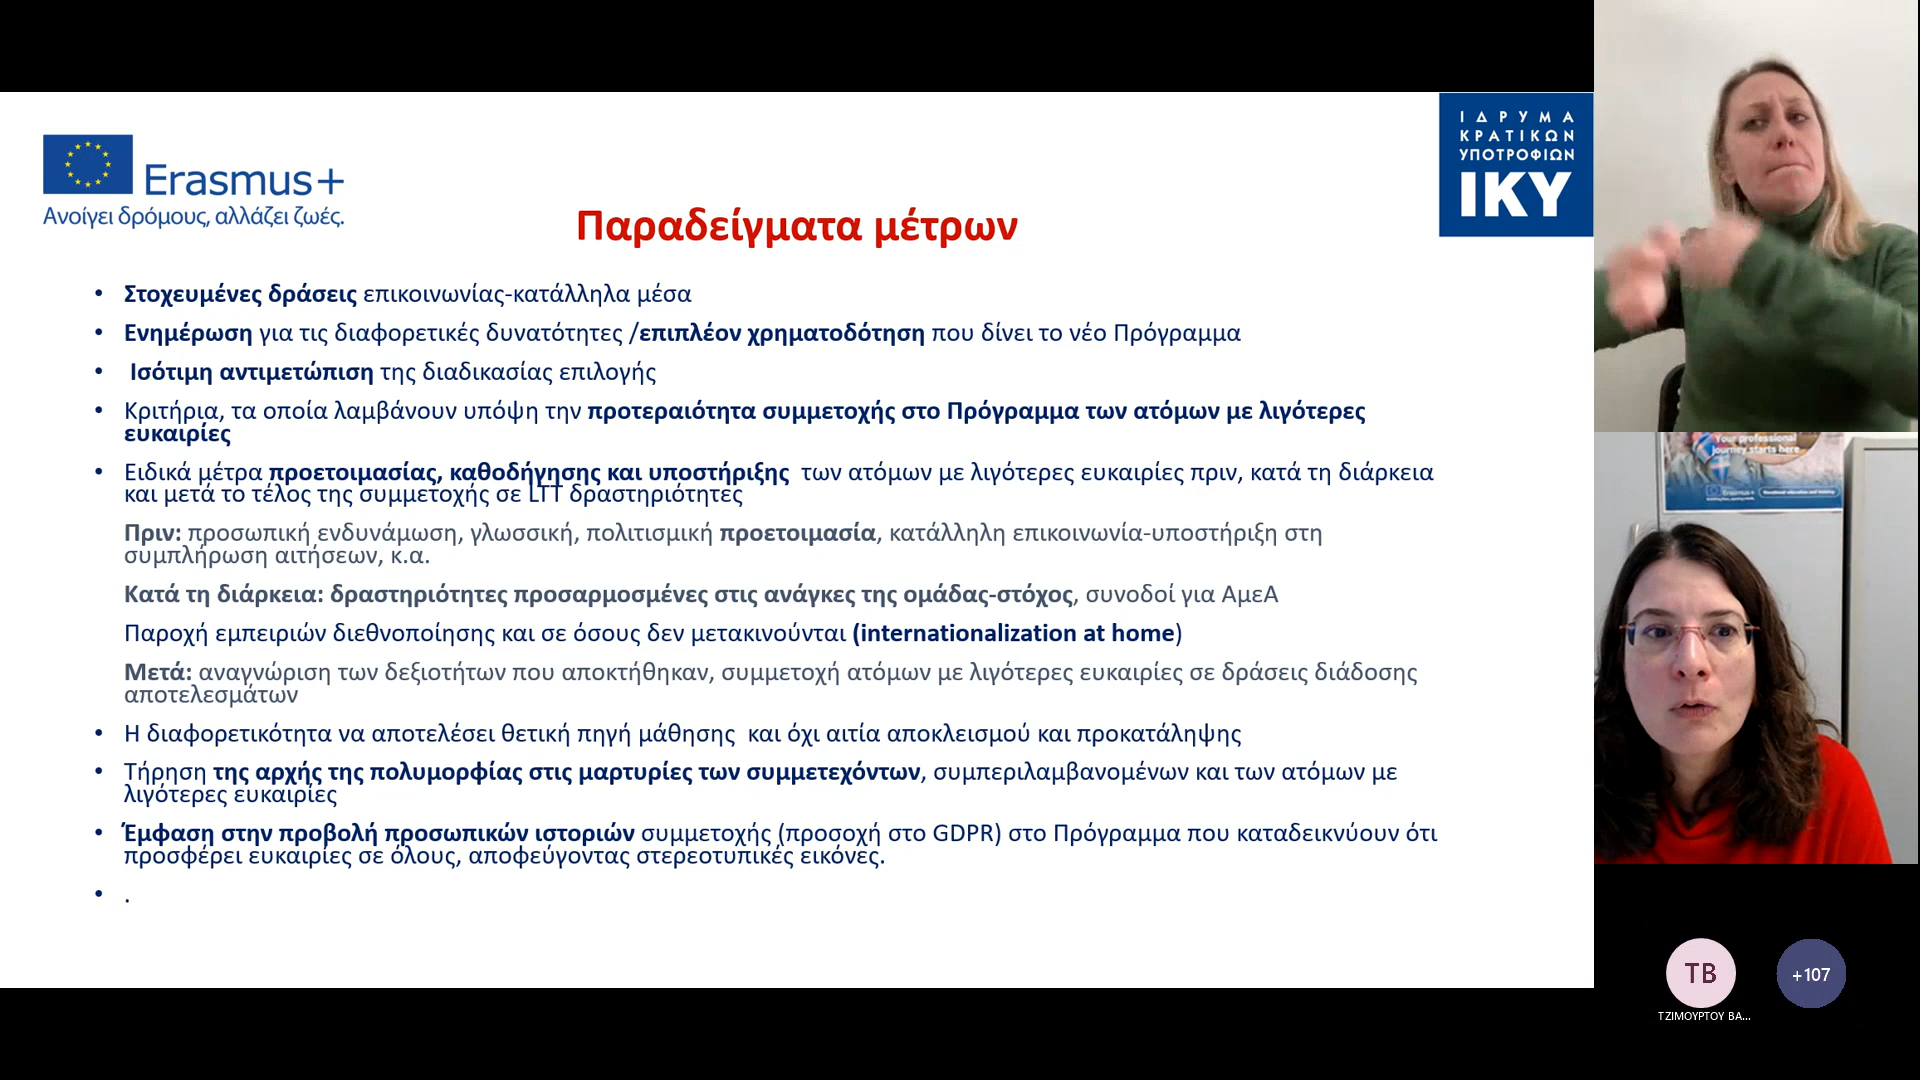 Erasmus+
Ανοίγει δρόμους, αλλάζει ζωές.
ΙΔΡΥΜΑ
ΚΡΑΤΙΚΩΝ
ΥΠΟΤΡΟΦΙΩΝ
ΙΚΥ
Παραδείγματα μέτρων
• Στοχευμένες δράσεις επικοινωνίας-κατάλληλα μέσα
• Ενημέρωση για τις διαφορετικές δυνατότητες /επιπλέον χρηματοδότηση που δίνει το νέο Πρόγραμμα
• Ισότιμη αντιμετώπιση της διαδικασίας επιλογής
• Κριτήρια, τα οποία λαμβάνουν υπόψη την προτεραιότητα συμμετοχής στο Πρόγραμμα των ατόμων με λιγότερες
ευκαιρίες
• Ειδικά μέτρα προετοιμασίας, καθοδήγησης και υποστήριξης των ατόμων με λιγότερες ευκαιρίες πριν, κατά τη διάρκεια
και μετά το τέλος της συμμετοχής σε LTT δραστηριότητες
Πριν: προσωπική ενδυνάμωση, γλωσσική, πολιτισμική προετοιμασία, κατάλληλη επικοινωνία-υποστήριξη στη
συμπλήρωση αιτήσεων, κ.α.
Κατά τη διάρκεια: δραστηριότητες προσαρμοσμένες στις ανάγκες της ομάδας-στόχος, συνοδοί για ΑμεΑ
Παροχή εμπειριών διεθνοποίησης και σε όσους δεν μετακινούνται (internationalization at home)
Μετά: αναγνώριση των δεξιοτήτων που αποκτήθηκαν, συμμετοχή ατόμων με λιγότερες ευκαιρίες σε δράσεις διάδοσης
αποτελεσμάτων
• Η διαφορετικότητα να αποτελέσει θετική πηγή μάθησης και όχι αιτία αποκλεισμού και προκατάληψης
• Τήρηση της αρχής της πολυμορφίας στις μαρτυρίες των συμμετεχόντων, συμπεριλαμβανομένων και των ατόμων με
λιγότερες ευκαιρίες
• Έμφαση στην προβολή προσωπικών ιστοριών συμμετοχής (προσοχή στο GDPR) στο Πρόγραμμα που καταδεικνύουν ότι
προσφέρει ευκαιρίες σε όλους, αποφεύγοντας στερεοτυπικές εικόνες.
• .
Your professional
journey starts here
Erasmus+
TB
ΤΖΙΜΟΥΡΤΟΥ ΒΑ...
+107